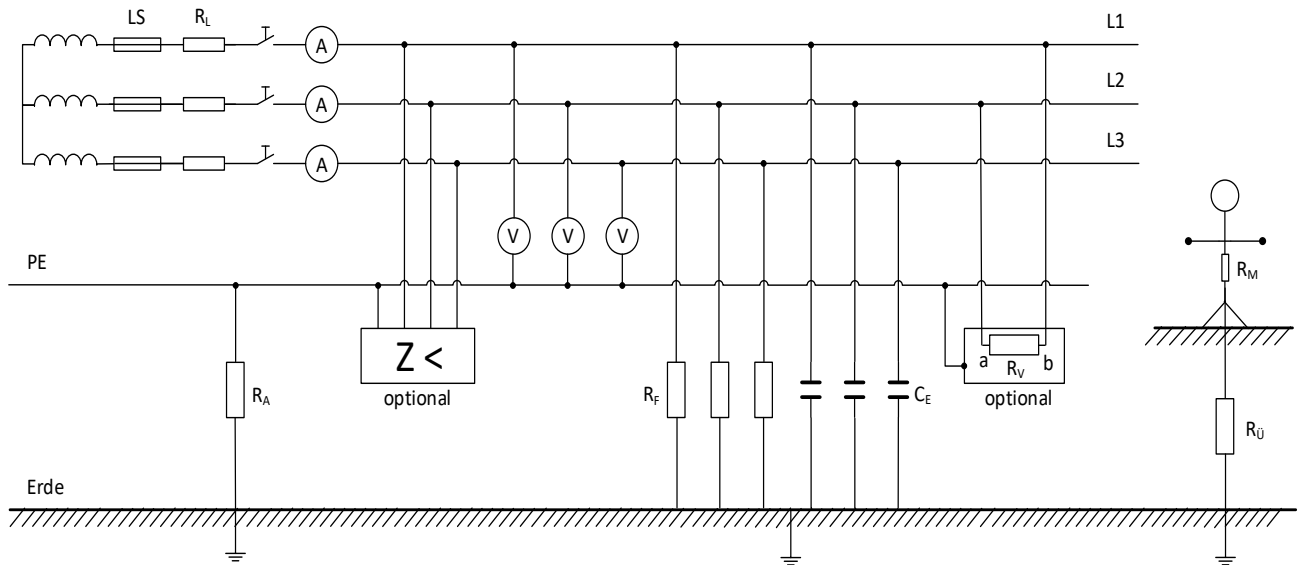 LS R_L L1
A
L2
A
L3
A
V V V
PE
R_M
Z <
a R_V b
optional
optional
R_A
R_F
C_E
R_Ü
Erde